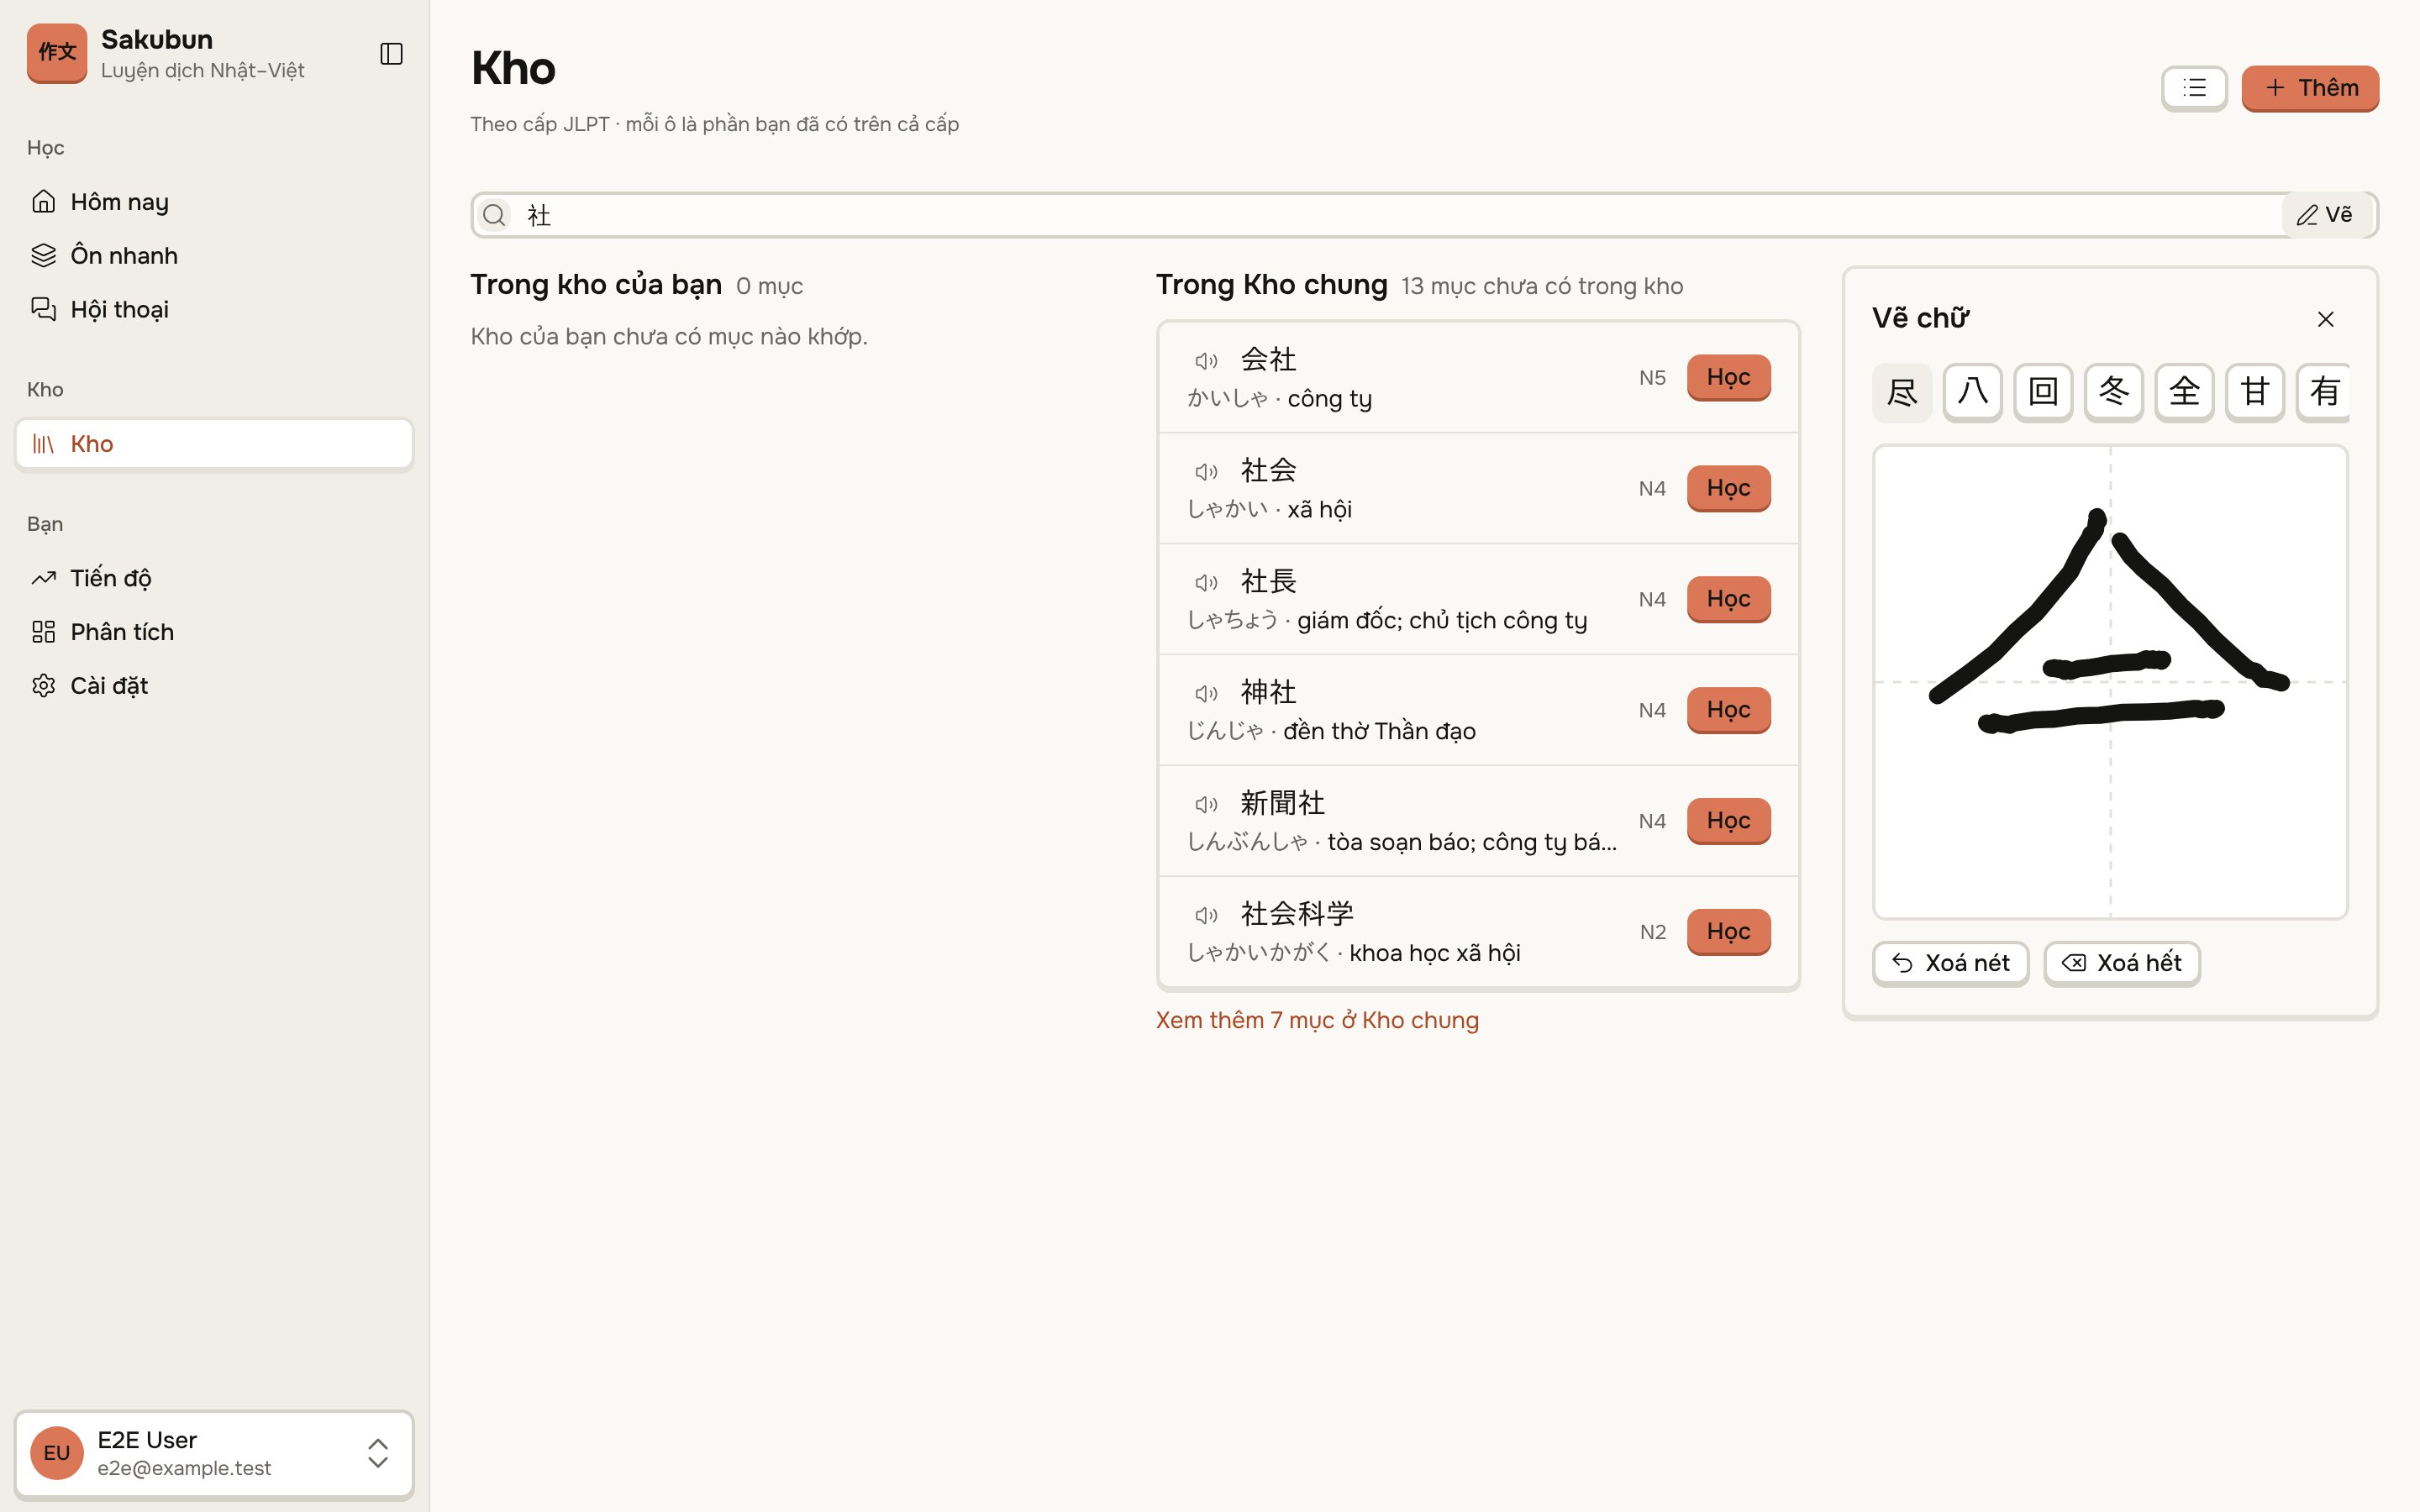 作文
Sakubun
Luyện dịch Nhật–Việt
Học
Hôm nay
Ôn nhanh
Hội thoại
Kho
Kho
Bạn
Tiến độ
Phân tích
Cài đặt
EU
E2E User
e2e@example.test
Kho
Theo cấp JLPT · mỗi ô là phần bạn đã có trên cả cấp
Thêm
社
Vẽ
Trong kho của bạn 0 mục
Kho của bạn chưa có mục nào khớp.
Trong Kho chung 13 mục chưa có trong kho
会社
かいしゃ · công ty
N5
Học
社会
しゃかい · xã hội
N4
Học
社長
しゃちょう · giám đốc; chủ tịch công ty
N4
Học
神社
じんじゃ · đền thờ Thần đạo
N4
Học
新聞社
しんぶんしゃ · tòa soạn báo; công ty bá...
N4
Học
社会科学
しゃかいかがく · khoa học xã hội
N2
Học
Xem thêm 7 mục ở Kho chung
Vẽ chữ
尽 八 回 冬 全 甘 有
Xoá nét
Xoá hết